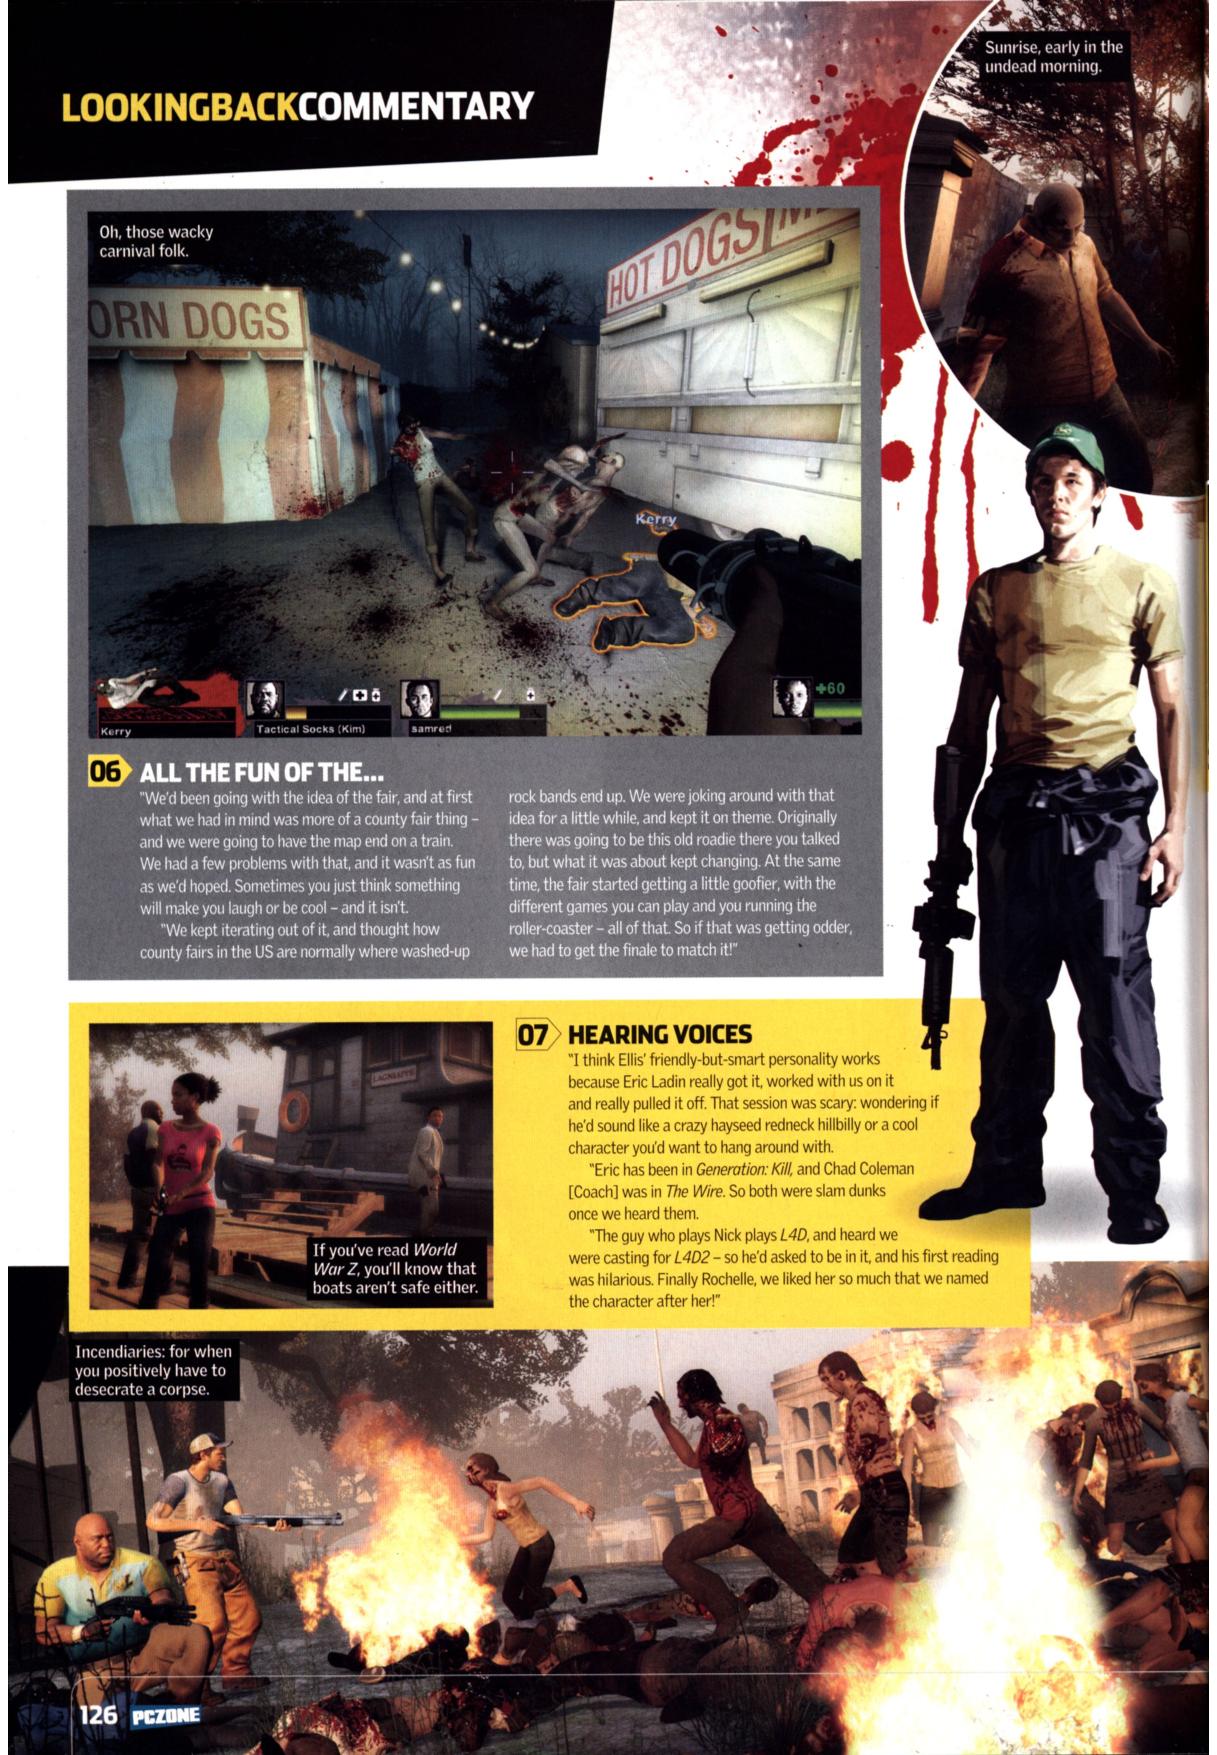 LOOKINGBACKCOMMENTARY
Sunrise, early in the
undead morning.
Oh, those wacky
carnival folk.
ORN DOGS
HOT DOGS
Kerry
Kerry
Tactical Socks (Kim)
samred
+60
06 ALL THE FUN OF THE...
"We'd been going with the idea of the fair, and at first
what we had in mind was more of a county fair thing –
and we were going to have the map end on a train.
We had a few problems with that, and it wasn't as fun
as we'd hoped. Sometimes you just think something
will make you laugh or be cool – and it isn't.
"We kept iterating out of it, and thought how
county fairs in the US are normally where washed-up
rock bands end up. We were joking around with that
idea for a little while, and kept it on theme. Originally
there was going to be this old roadie there you talked
to, but what it was about kept changing. At the same
time, the fair started getting a little goofier, with the
different games you can play and you running the
roller-coaster – all of that. So if that was getting odder,
we had to get the finale to match it!"
LAGNIAPPE
If you've read World
War Z, you'll know that
boats aren't safe either.
07 HEARING VOICES
"I think Ellis' friendly-but-smart personality works
because Eric Ladin really got it, worked with us on it
and really pulled it off. That session was scary: wondering if
he'd sound like a crazy hayseed redneck hillbilly or a cool
character you'd want to hang around with.
"Eric has been in Generation: Kill, and Chad Coleman
[Coach] was in The Wire. So both were slam dunks
once we heard them.
"The guy who plays Nick plays L4D, and heard we
were casting for L4D2 – so he'd asked to be in it, and his first reading
was hilarious. Finally Rochelle, we liked her so much that we named
the character after her!"
Incendiaries: for when
you positively have to
desecrate a corpse.
126 PCZONE